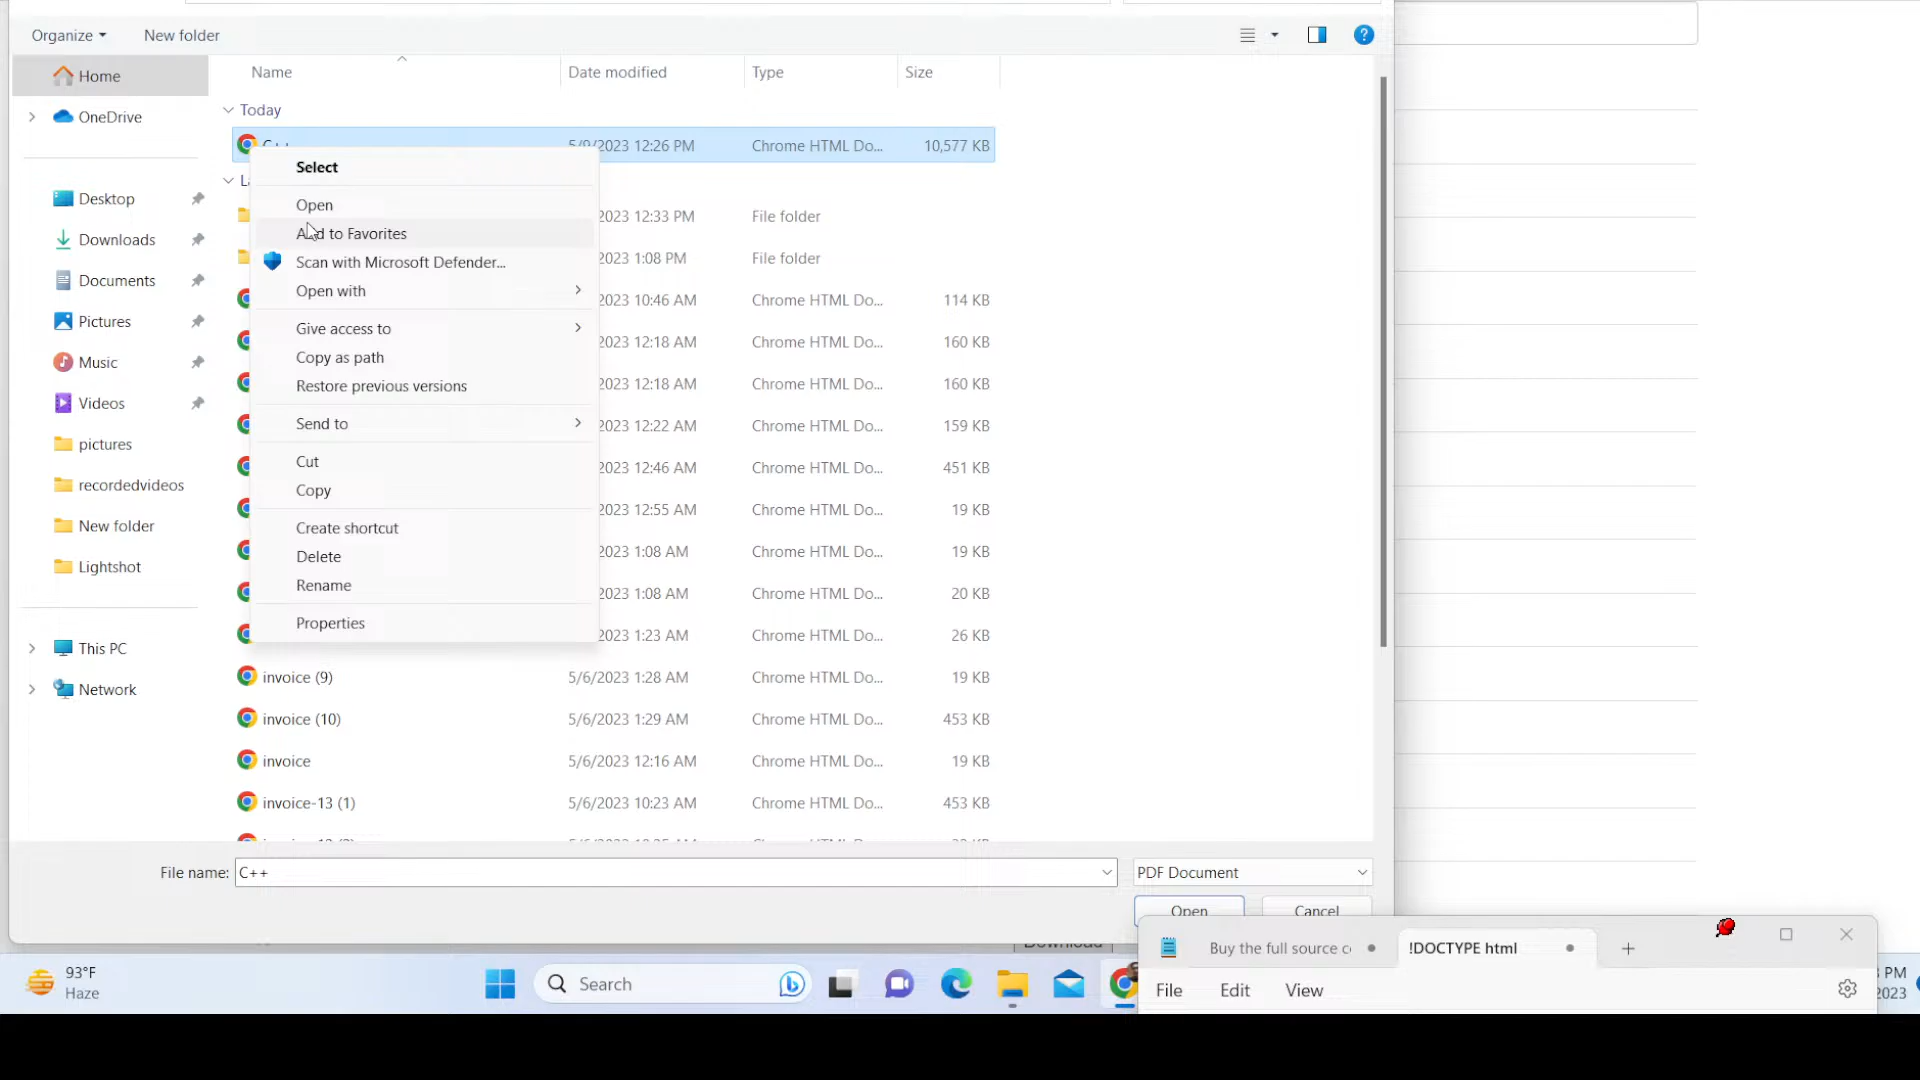 Organize
New folder
Name
Date modified
Type
Size
Home
OneDrive
Desktop
Downloads
Documents
Pictures
Music
Videos
pictures
recordedvideos
New folder
Lightshot
This PC
Network
Today
5/9/2023 12:26 PM Chrome HTML Do... 10,577 KB
2023 12:33 PM File folder
2023 1:08 PM File folder
2023 10:46 AM Chrome HTML Do... 114 KB
2023 12:18 AM Chrome HTML Do... 160 KB
2023 12:18 AM Chrome HTML Do... 160 KB
2023 12:22 AM Chrome HTML Do... 159 KB
2023 12:46 AM Chrome HTML Do... 451 KB
2023 12:55 AM Chrome HTML Do... 19 KB
2023 1:08 AM Chrome HTML Do... 19 KB
2023 1:08 AM Chrome HTML Do... 20 KB
2023 1:23 AM Chrome HTML Do... 26 KB
invoice (9) 5/6/2023 1:28 AM Chrome HTML Do... 19 KB
invoice (10) 5/6/2023 1:29 AM Chrome HTML Do... 453 KB
invoice 5/6/2023 12:16 AM Chrome HTML Do... 19 KB
invoice-13 (1) 5/6/2023 10:23 AM Chrome HTML Do... 453 KB
Select
Open
Add to Favorites
Scan with Microsoft Defender...
Open with
Give access to
Copy as path
Restore previous versions
Send to
Cut
Copy
Create shortcut
Delete
Rename
Properties
File name: C++
PDF Document
Open
Cancel
Download
Buy the full source c
!DOCTYPE html
File Edit View
93°F
Haze
Search
PM
2023